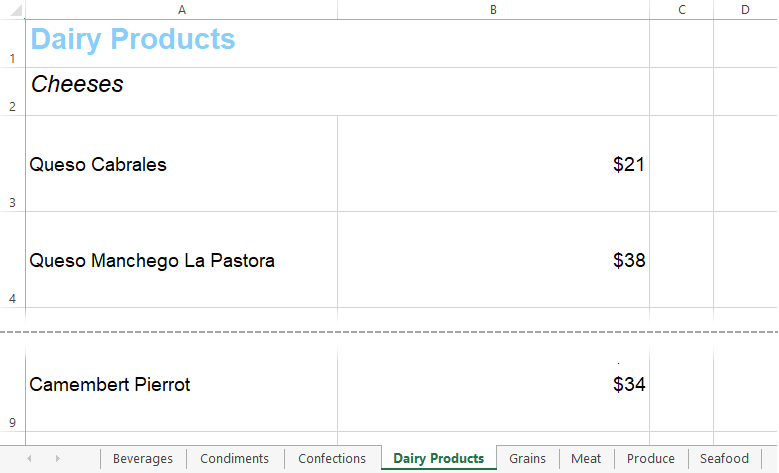 A B C D
1 Dairy Products
2 Cheeses
3 Queso Cabrales $21
4 Queso Manchego La Pastora $38
9 Camembert Pierrot $34
Beverages Condiments Confections Dairy Products Grains Meat Produce Seafood